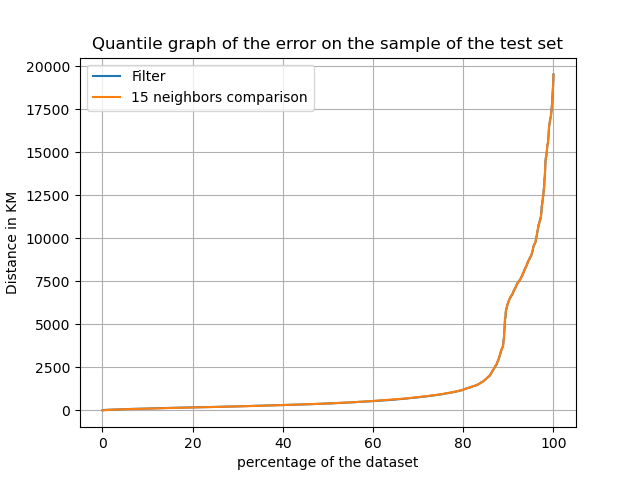 Quantile graph of the error on the sample of the test set
Filter
15 neighbors comparison
20000
17500
15000
12500
10000
7500
5000
2500
0
Distance in KM
0 20 40 60 80 100
percentage of the dataset